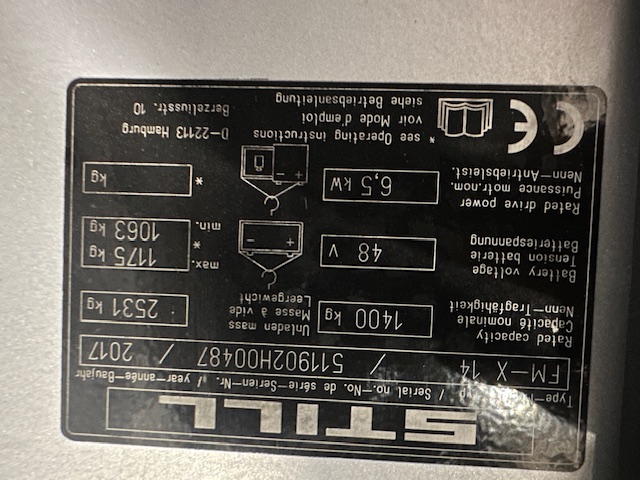 STILL
Type-Modèle-Typ / Serial no.-No. de série-Serien-Nr. / year-année-Baujahr
FM-X 14 / 511902H00487 / 2017
Rated capacity
Capacité nominale
Nenn-Tragfähigkeit
1400 kg
Unladen mass
Masse à vide
Leergewicht
2531 kg
Battery voltage
Tension batterie
Batteriespannung
48 V
max. 1175 kg
*
min. 1063 kg
Rated drive power
Puissance motr.nom.
Nenn-Antriebsleist.
6,5 kW
* kg
CE
* see Operating instructions
voir Mode d'emploi
siehe Betriebsanleitung
D-22113 Hamburg
Berzeliusstr. 10